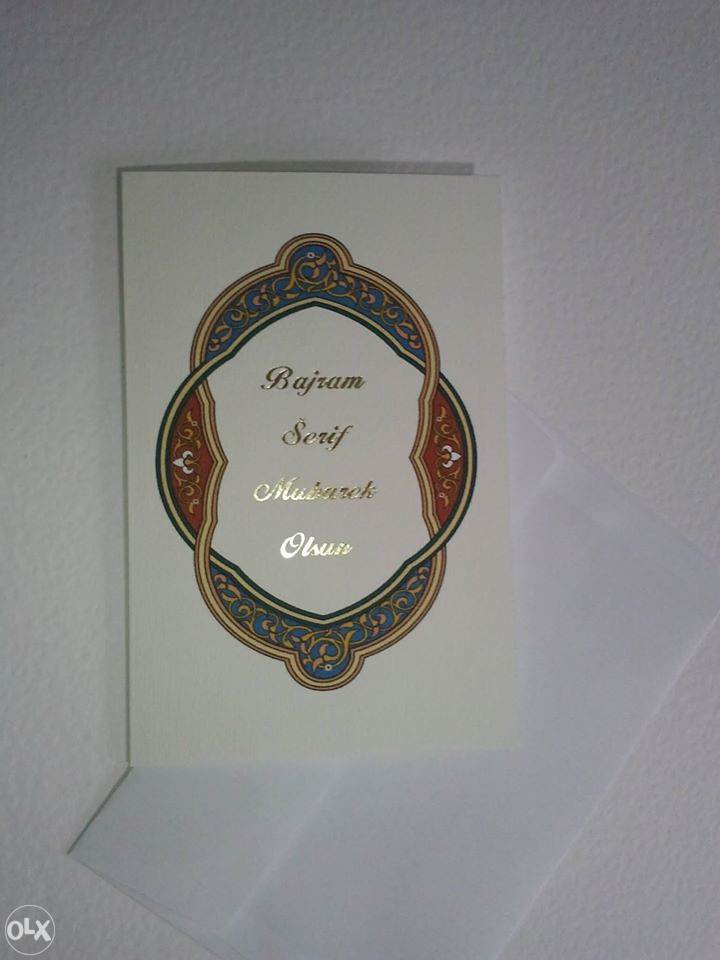 Bajram
Šerif
Mubarek
Olsun
OLX